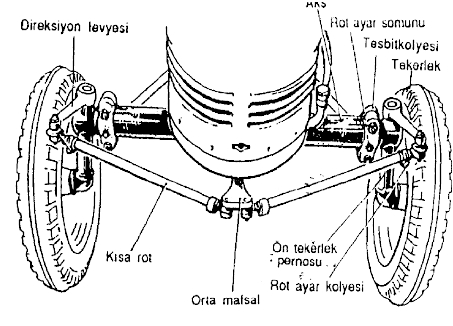 AKS
Direksiyon levyesi
Rot ayar somunu
Tesbitkolyesi
Tekerlek
Kısa rot
Orta mafsal
Ön tekerlek
pernosu
Rot ayar kolyesi